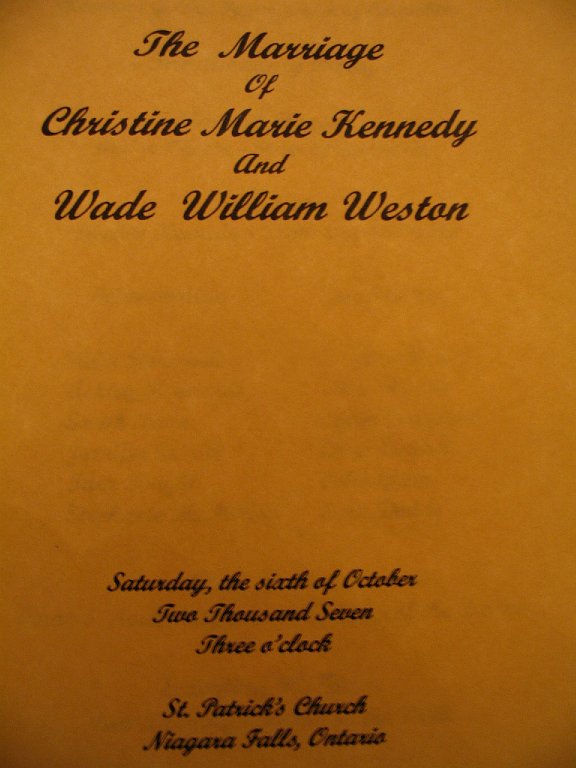 The Marriage
Of
Christine Marie Kennedy
And
Wade William Weston
Saturday, the sixth of October
Two Thousand Seven
Three o'clock
St. Patrick's Church
Niagara Falls, Ontario